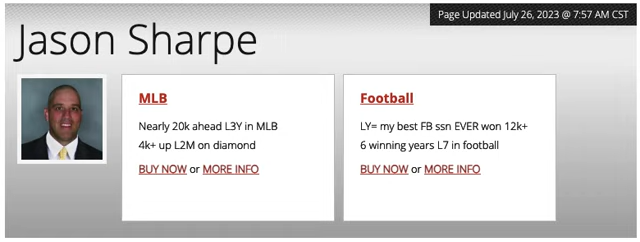 Page Updated July 26, 2023 @ 7:57 AM CST
Jason Sharpe
MLB
Nearly 20k ahead L3Y in MLB
4k+ up L2M on diamond
BUY NOW or MORE INFO
Football
LY= my best FB ssn EVER won 12k+
6 winning years L7 in football
BUY NOW or MORE INFO